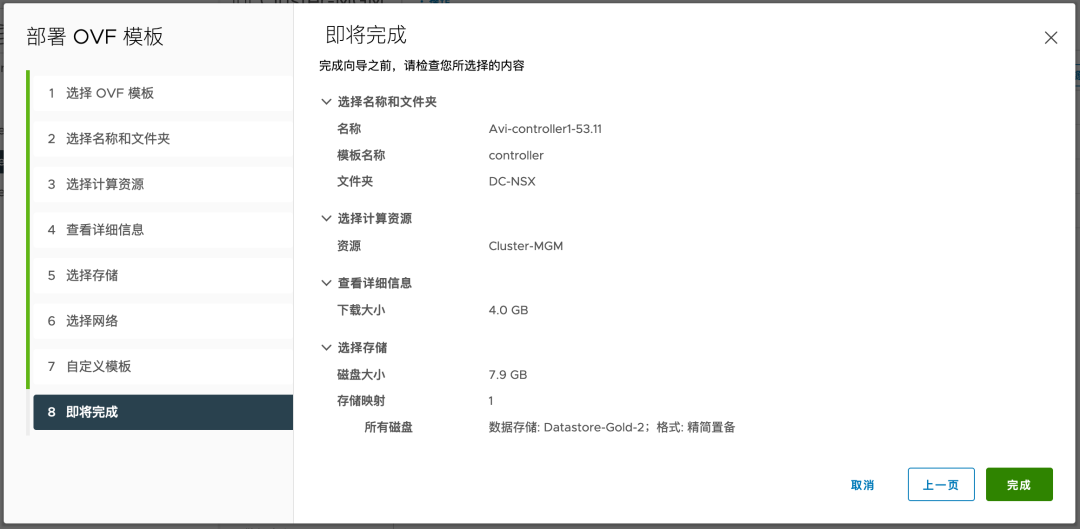 部署 OVF 模板
1 选择 OVF 模板
2 选择名称和文件夹
3 选择计算资源
4 查看详细信息
5 选择存储
6 选择网络
7 自定义模板
8 即将完成
即将完成
完成向导之前，请检查您所选择的内容
选择名称和文件夹
名称 Avi-controller1-53.11
模板名称 controller
文件夹 DC-NSX
选择计算资源
资源 Cluster-MGM
查看详细信息
下载大小 4.0 GB
选择存储
磁盘大小 7.9 GB
存储映射 1
所有磁盘 数据存储: Datastore-Gold-2；格式: 精简置备
取消 上一页 完成